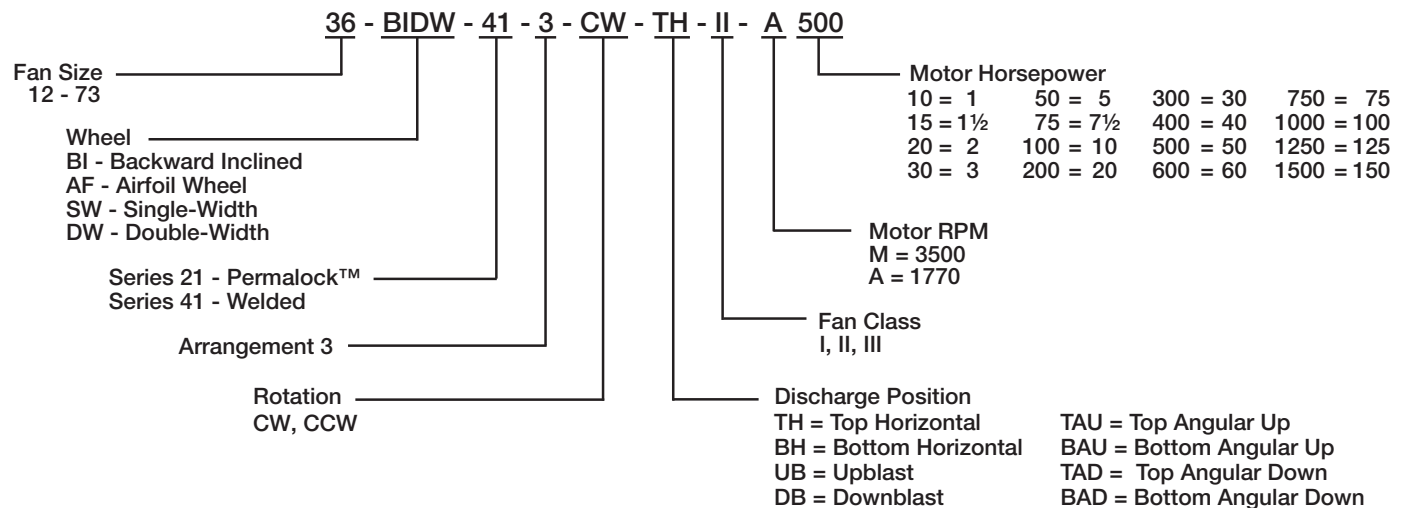 36 - BIDW - 41 - 3 - CW - TH - II - A 500
Fan Size
12 - 73
Wheel
BI - Backward Inclined
AF - Airfoil Wheel
SW - Single-Width
DW - Double-Width
Series 21 - Permalock™
Series 41 - Welded
Arrangement 3
Rotation
CW, CCW
Motor Horsepower
10 = 1 50 = 5 300 = 30 750 = 75
15 = 1½ 75 = 7½ 400 = 40 1000 = 100
20 = 2 100 = 10 500 = 50 1250 = 125
30 = 3 200 = 20 600 = 60 1500 = 150
Motor RPM
M = 3500
A = 1770
Fan Class
I, II, III
Discharge Position
TH = Top Horizontal TAU = Top Angular Up
BH = Bottom Horizontal BAU = Bottom Angular Up
UB = Upblast TAD = Top Angular Down
DB = Downblast BAD = Bottom Angular Down